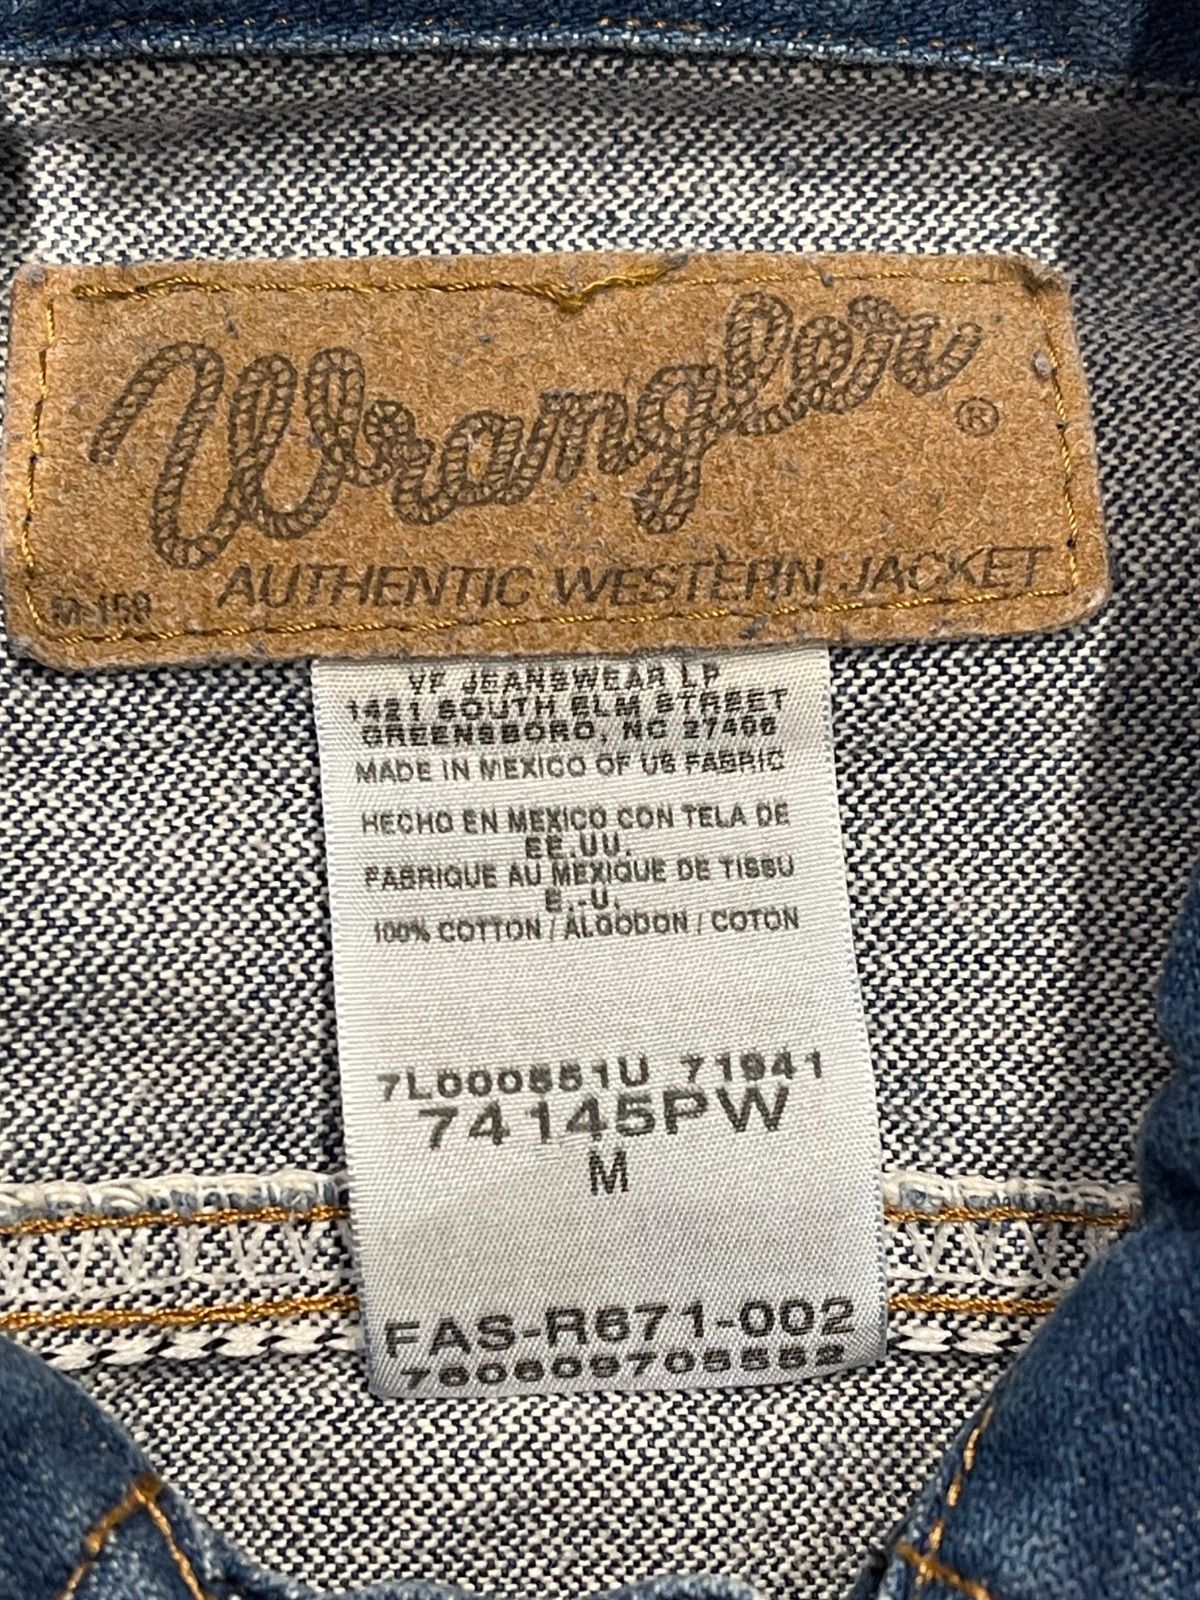 Wrangler®
AUTHENTIC WESTERN JACKET
VF JEANSWEAR LP
1421 SOUTH ELM STREET
GREENSBORO, NC 27406
MADE IN MEXICO OF US FABRIC
HECHO EN MEXICO CON TELA DE
EE.UU.
FABRIQUE AU MEXIQUE DE TISSU
E.-U.
100% COTTON / ALGODON / COTON
71941
74145PW
M
FAS-R671-002